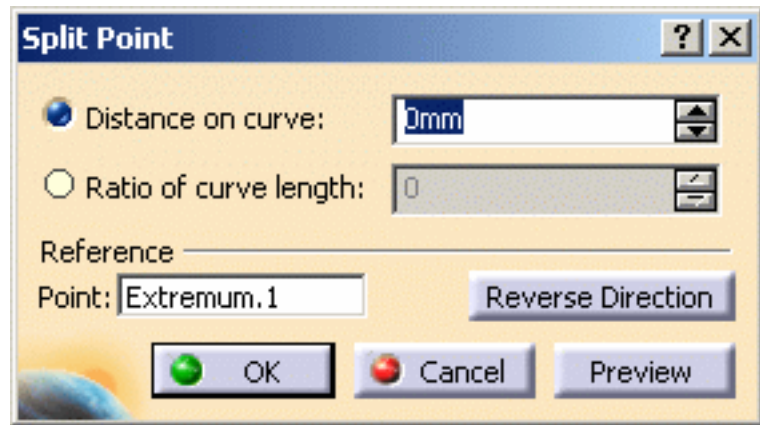 Split Point
Distance on curve: 0mm
Ratio of curve length: 0
Reference
Point: Extremum.1 Reverse Direction
OK Cancel Preview